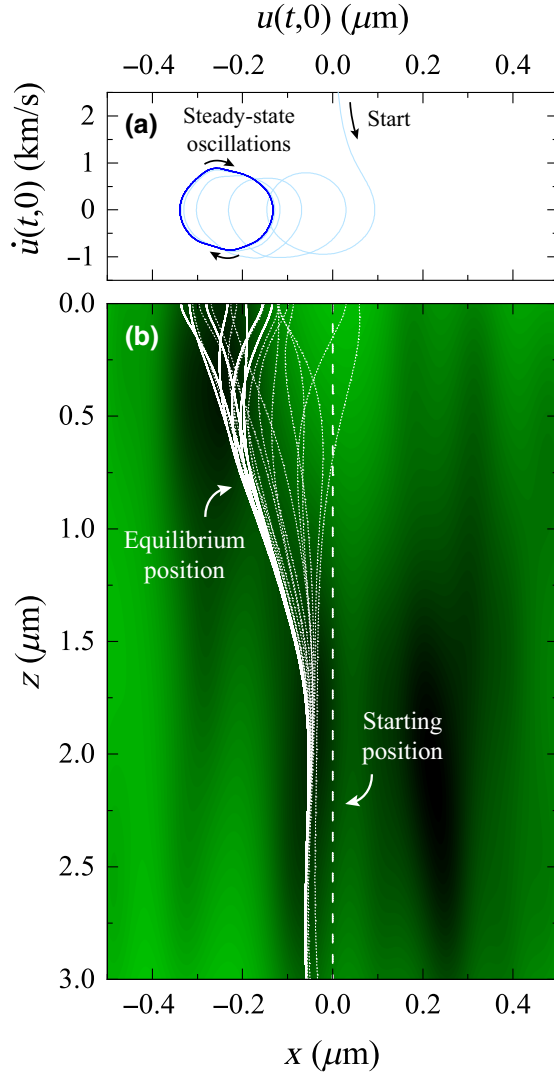 u(t,0) (μm)
−0.4 −0.2 0.0 0.2 0.4
(a)
Steady-state
oscillations
Start
u̇(t,0) (km/s)
2
1
0
-1
(b)
0.0
0.5
1.0
1.5
2.0
2.5
3.0
z (μm)
Equilibrium
position
Starting
position
−0.4 −0.2 0.0 0.2 0.4
x (μm)